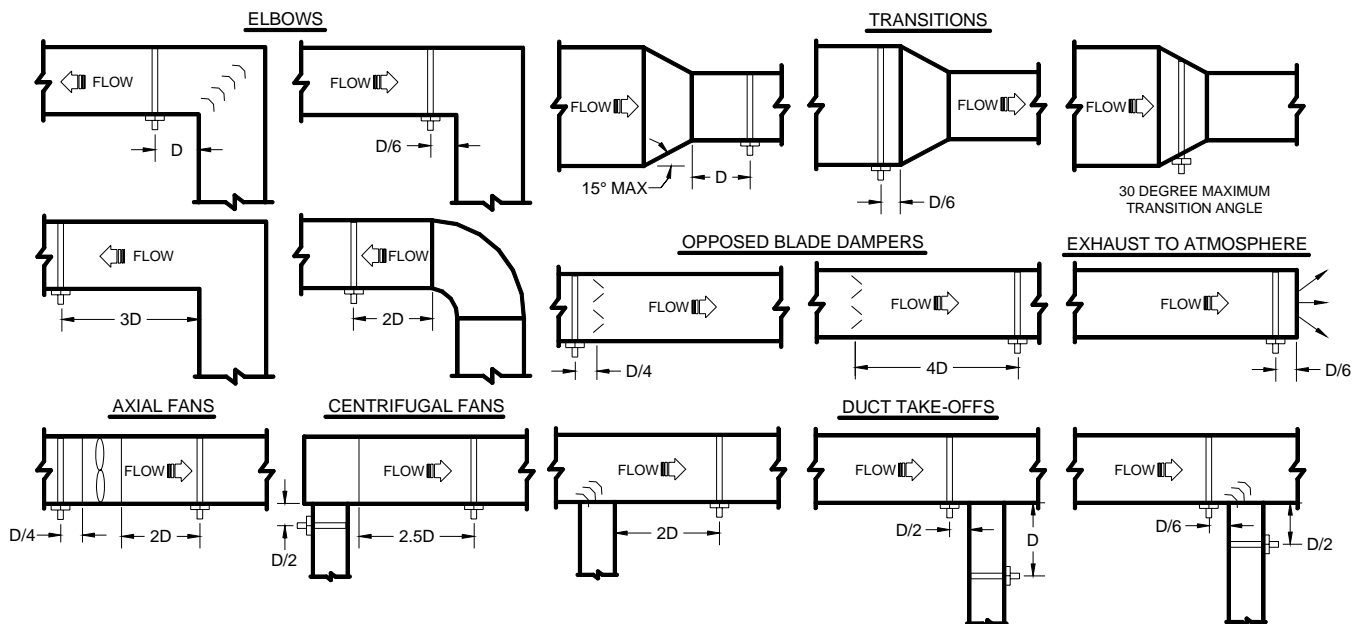 ELBOWS
TRANSITIONS
FLOW
D
FLOW
D/6
FLOW
15° MAX
D
FLOW
D/6
FLOW
30 DEGREE MAXIMUM
TRANSITION ANGLE
FLOW
3D
FLOW
2D
OPPOSED BLADE DAMPERS
FLOW
D/4
FLOW
4D
EXHAUST TO ATMOSPHERE
FLOW
D/6
AXIAL FANS
FLOW
D/4
2D
CENTRIFUGAL FANS
FLOW
D/2
2.5D
DUCT TAKE-OFFS
FLOW
2D
FLOW
D/2
D
FLOW
D/6
D/2